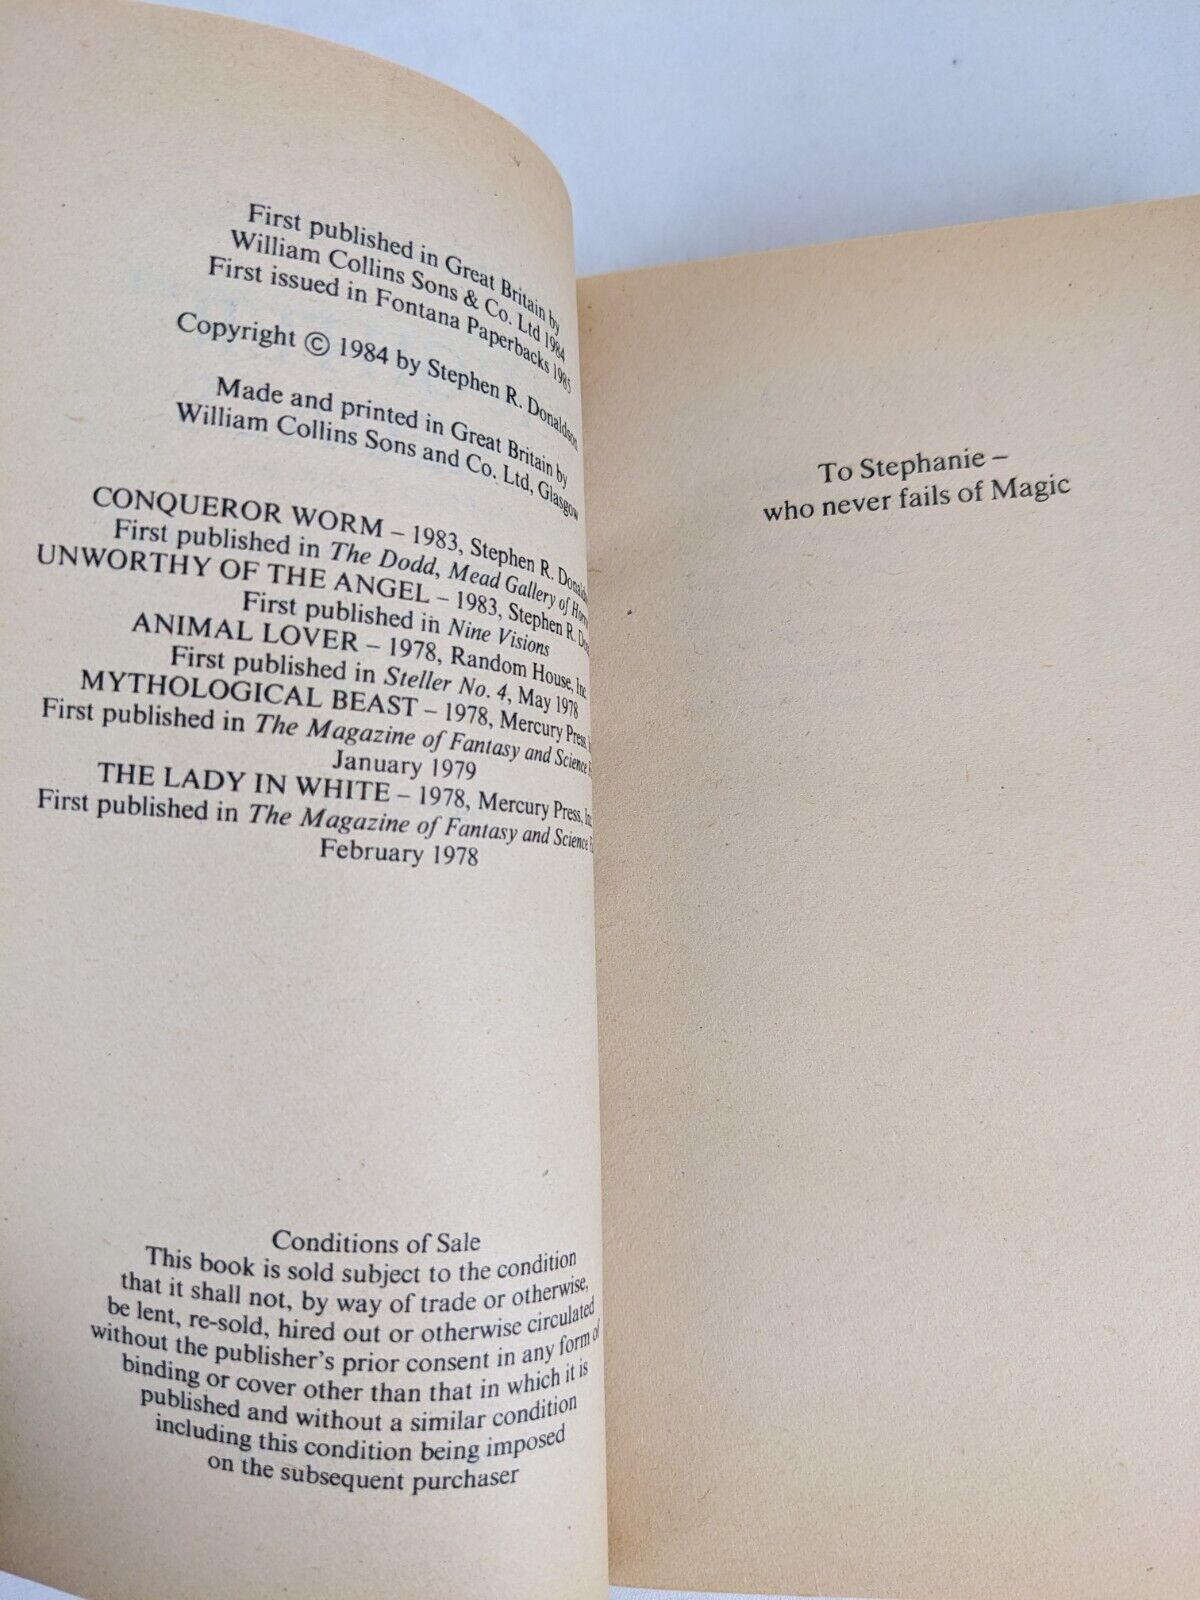 First published in Great Britain by
William Collins Sons & Co. Ltd 1984
First issued in Fontana Paperbacks 1985
Copyright © 1984 by Stephen R. Donaldson
Made and printed in Great Britain by
William Collins Sons and Co. Ltd, Glasgow
CONQUEROR WORM – 1983, Stephen R.
First published in The Dodd, Mead Gallery of
UNWORTHY OF THE ANGEL – 1983, Stephen R.
First published in Nine Visions
ANIMAL LOVER – 1978, Random House, Inc.
First published in Steller No. 4, May 1978
MYTHOLOGICAL BEAST – 1978, Mercury Press,
First published in The Magazine of Fantasy and Science
January 1979
THE LADY IN WHITE – 1978, Mercury Press,
First published in The Magazine of Fantasy and Science
February 1978
Conditions of Sale
This book is sold subject to the condition
that it shall not, by way of trade or otherwise,
be lent, re-sold, hired out or otherwise circulated
without the publisher's prior consent in any form of
binding or cover other than that in which it is
published and without a similar condition
including this condition being imposed
on the subsequent purchaser
To Stephanie –
who never fails of Magic